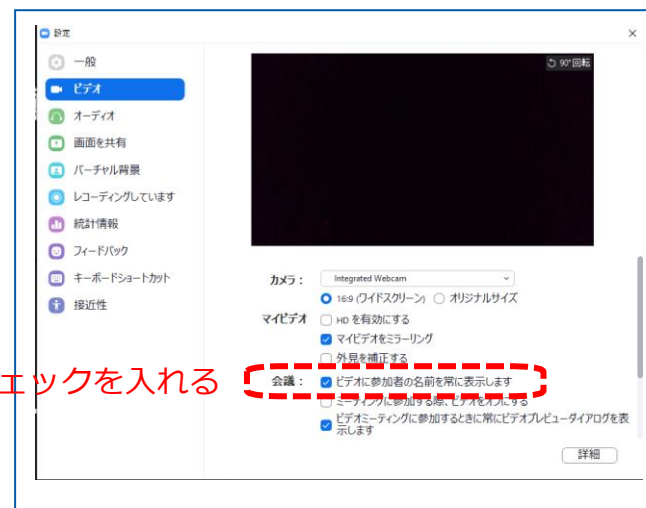 設定
一般
ビデオ
オーディオ
画面を共有
バーチャル背景
レコーディングしています
統計情報
フィードバック
キーボードショートカット
接近性
90°回転
カメラ：
Integrated Webcam
16:9 (ワイドスクリーン) オリジナルサイズ
マイビデオ HD を有効にする
マイビデオをミラーリング
外見を補正する
ェックを入れる
会議： ビデオに参加者の名前を常に表示します
ミーティングに参加する際、ビデオをオフにする
ビデオミーティングに参加するときに常にビデオプレビューダイアログを表
示します
詳細